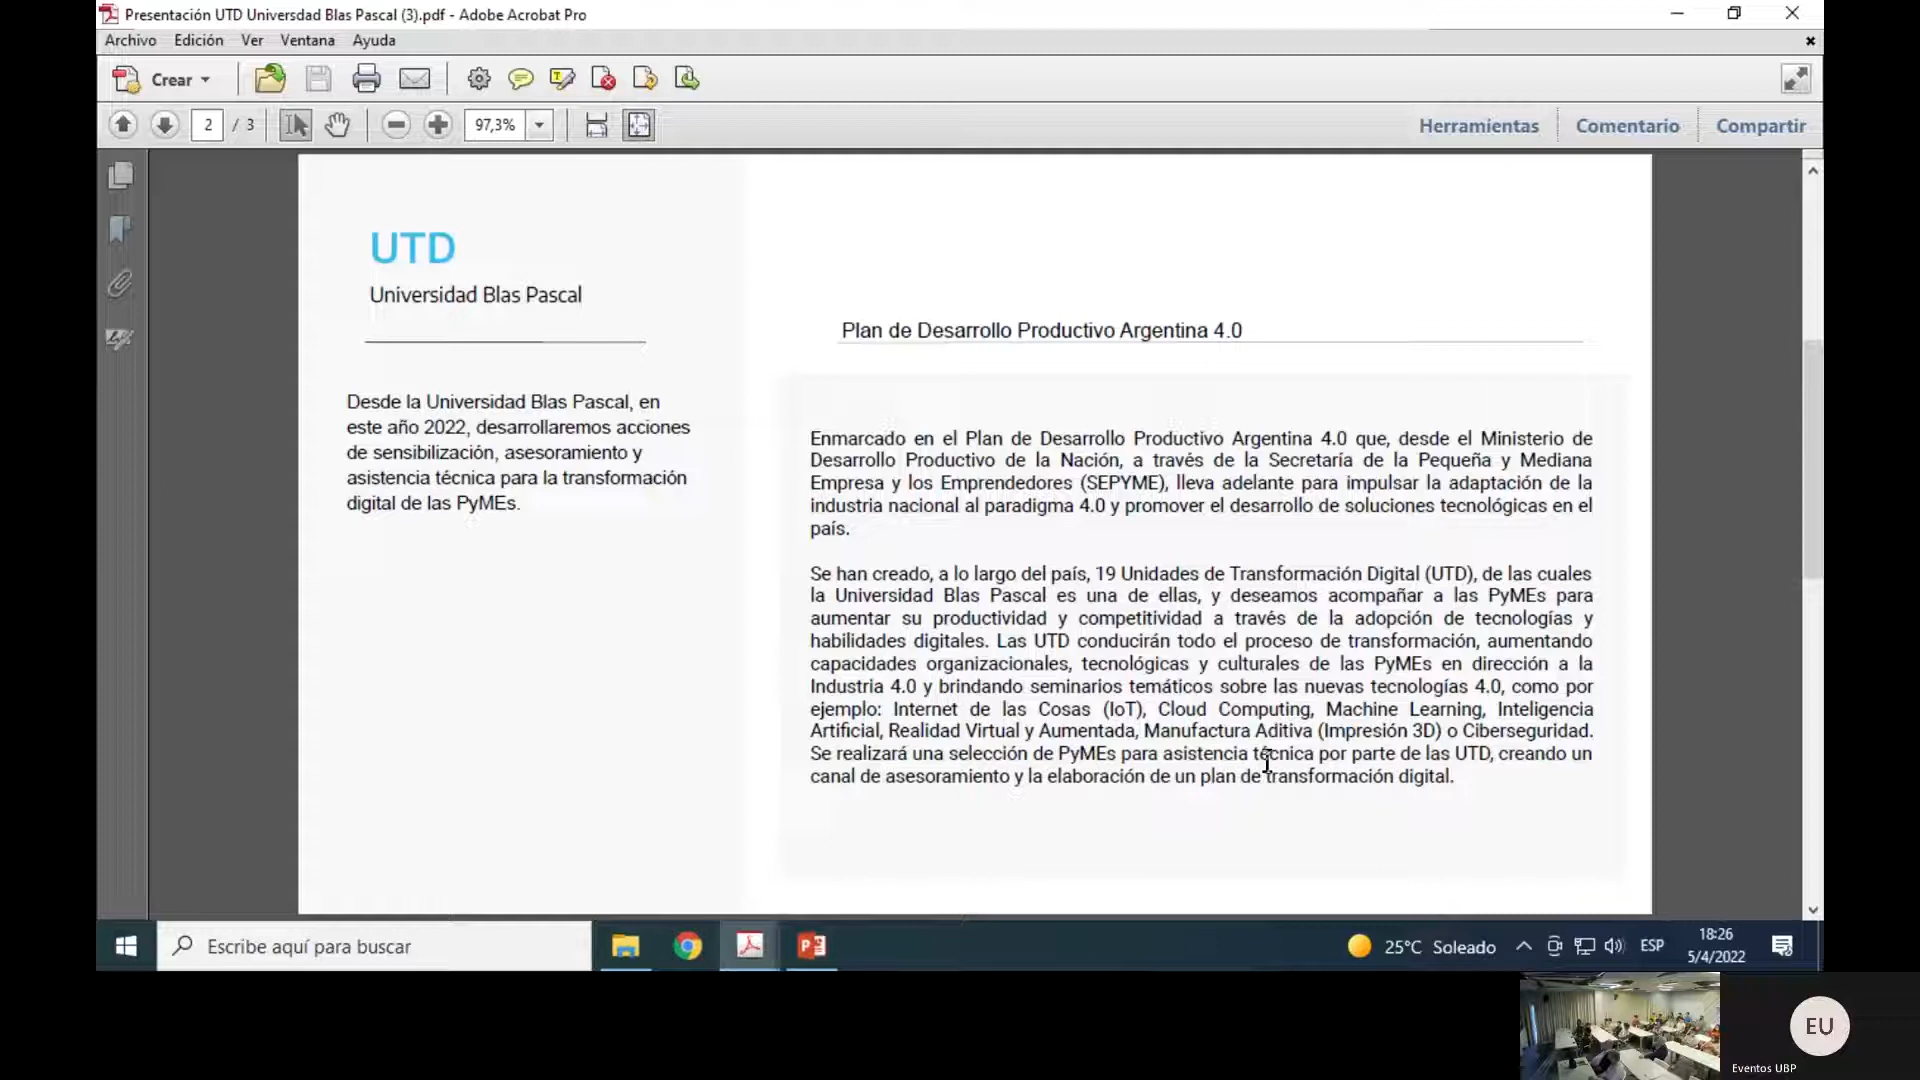 Presentación UTD Universdad Blas Pascal (3).pdf - Adobe Acrobat Pro
Archivo Edición Ver Ventana Ayuda
Crear
2 / 3 97,3% Herramientas Comentario Compartir
UTD
Universidad Blas Pascal
Desde la Universidad Blas Pascal, en
este año 2022, desarrollaremos acciones
de sensibilización, asesoramiento y
asistencia técnica para la transformación
digital de las PyMEs.
Plan de Desarrollo Productivo Argentina 4.0
Enmarcado en el Plan de Desarrollo Productivo Argentina 4.0 que, desde el Ministerio de
Desarrollo Productivo de la Nación, a través de la Secretaría de la Pequeña y Mediana
Empresa y los Emprendedores (SEPYME), lleva adelante para impulsar la adaptación de la
industria nacional al paradigma 4.0 y promover el desarrollo de soluciones tecnológicas en el
país.
Se han creado, a lo largo del país, 19 Unidades de Transformación Digital (UTD), de las cuales
la Universidad Blas Pascal es una de ellas, y deseamos acompañar a las PyMEs para
aumentar su productividad y competitividad a través de la adopción de tecnologías y
habilidades digitales. Las UTD conducirán todo el proceso de transformación, aumentando
capacidades organizacionales, tecnológicas y culturales de las PyMEs en dirección a la
Industria 4.0 y brindando seminarios temáticos sobre las nuevas tecnologías 4.0, como por
ejemplo: Internet de las Cosas (IoT), Cloud Computing, Machine Learning, Inteligencia
Artificial, Realidad Virtual y Aumentada, Manufactura Aditiva (Impresión 3D) o Ciberseguridad.
Se realizará una selección de PyMEs para asistencia técnica por parte de las UTD, creando un
canal de asesoramiento y la elaboración de un plan de transformación digital.
Escribe aquí para buscar
25°C Soleado ESP
18:26
5/4/2022
EU
Eventos UBP